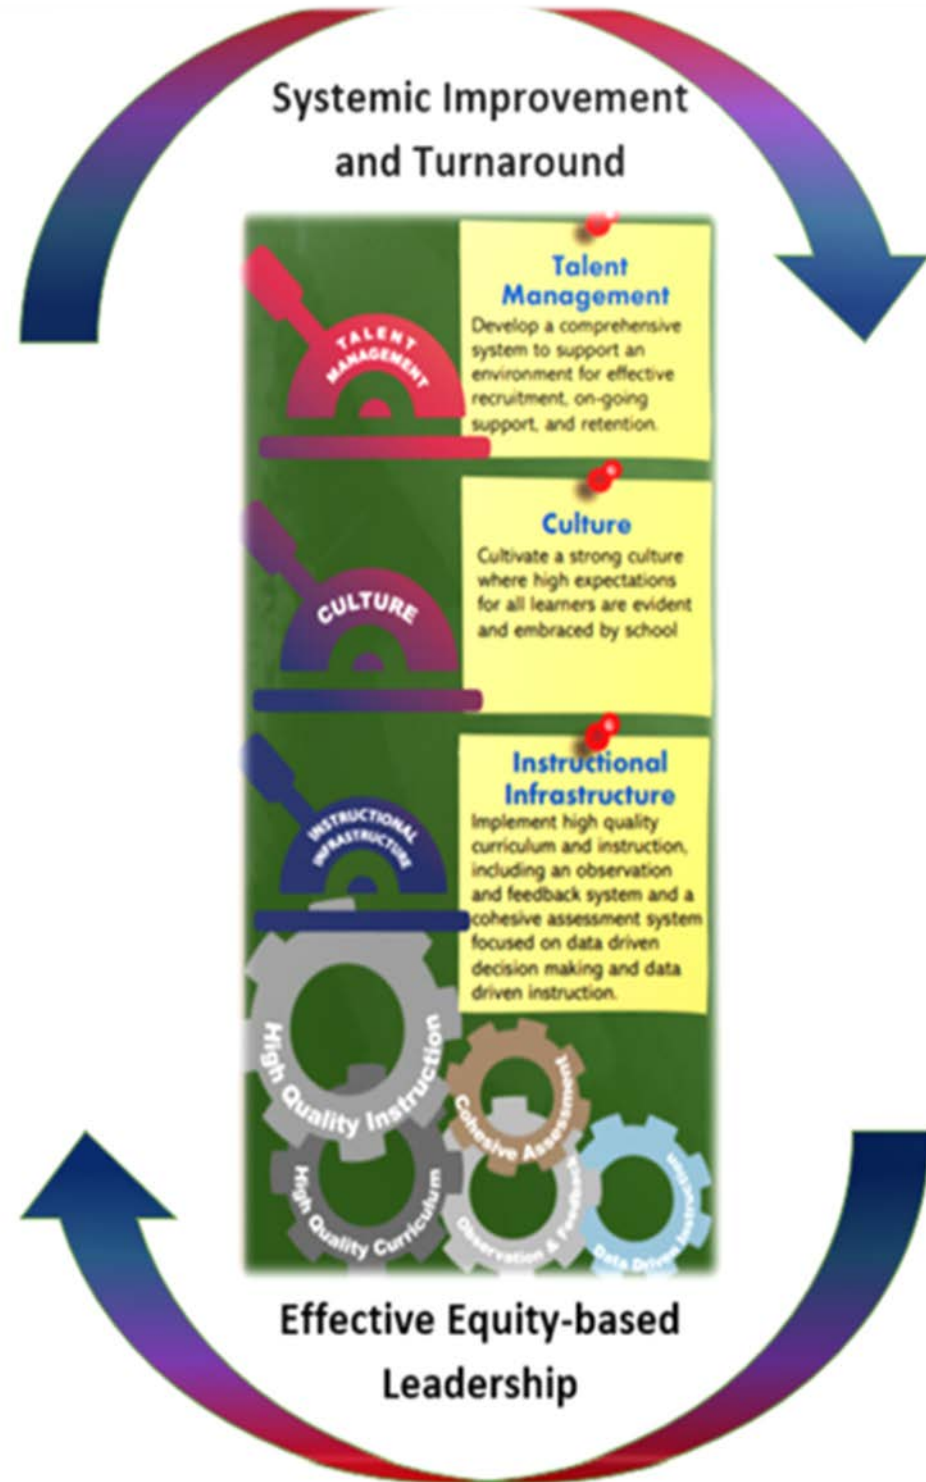 Systemic Improvement
and Turnaround
TALENT
MANAGEMENT
Talent
Management
Develop a comprehensive
system to support an
environment for effective
recruitment, on-going
support, and retention.
CULTURE
Culture
Cultivate a strong culture
where high expectations
for all learners are evident
and embraced by school
INSTRUCTIONAL
INFRASTRUCTURE
Instructional
Infrastructure
Implement high quality
curriculum and instruction,
including an observation
and feedback system and a
cohesive assessment system
focused on data driven
decision making and data
driven instruction.
High Quality Instruction
Cohesive Assessment
High Quality Curriculum
Observation & Feedback
Data Driven Instruction
Effective Equity-based
Leadership